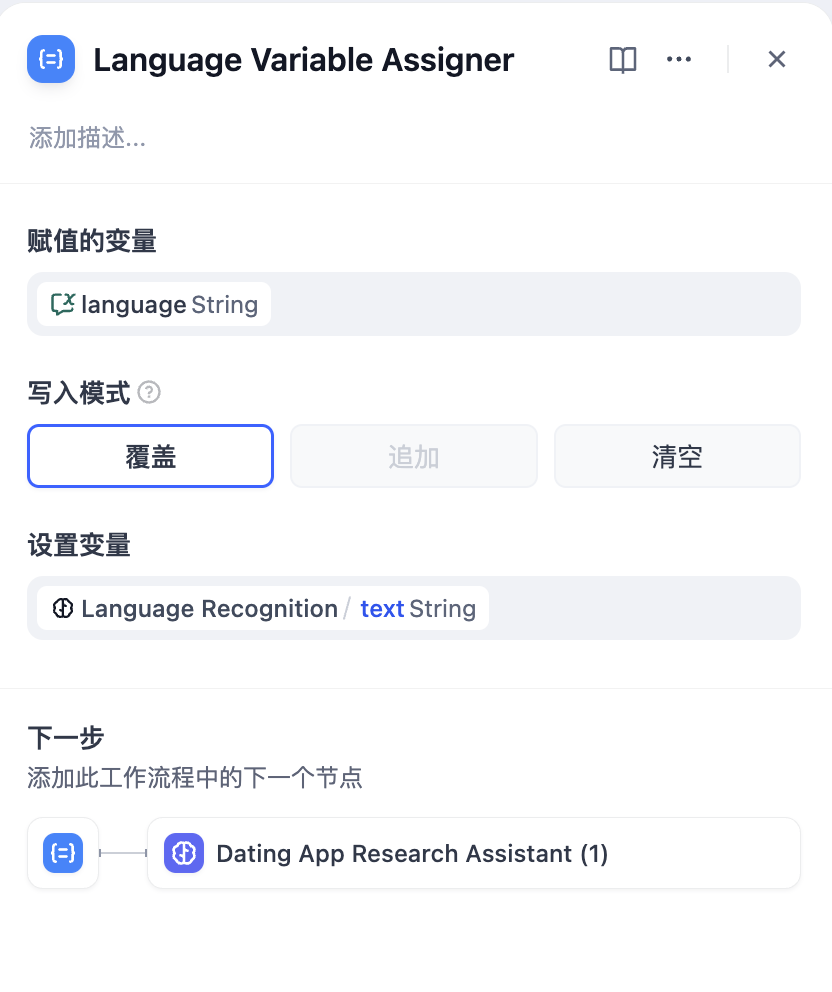 {=} Language Variable Assigner
添加描述...
赋值的变量
language String
写入模式 ?
覆盖 追加 清空
设置变量
Language Recognition / text String
下一步
添加此工作流程中的下一个节点
{=} Dating App Research Assistant (1)